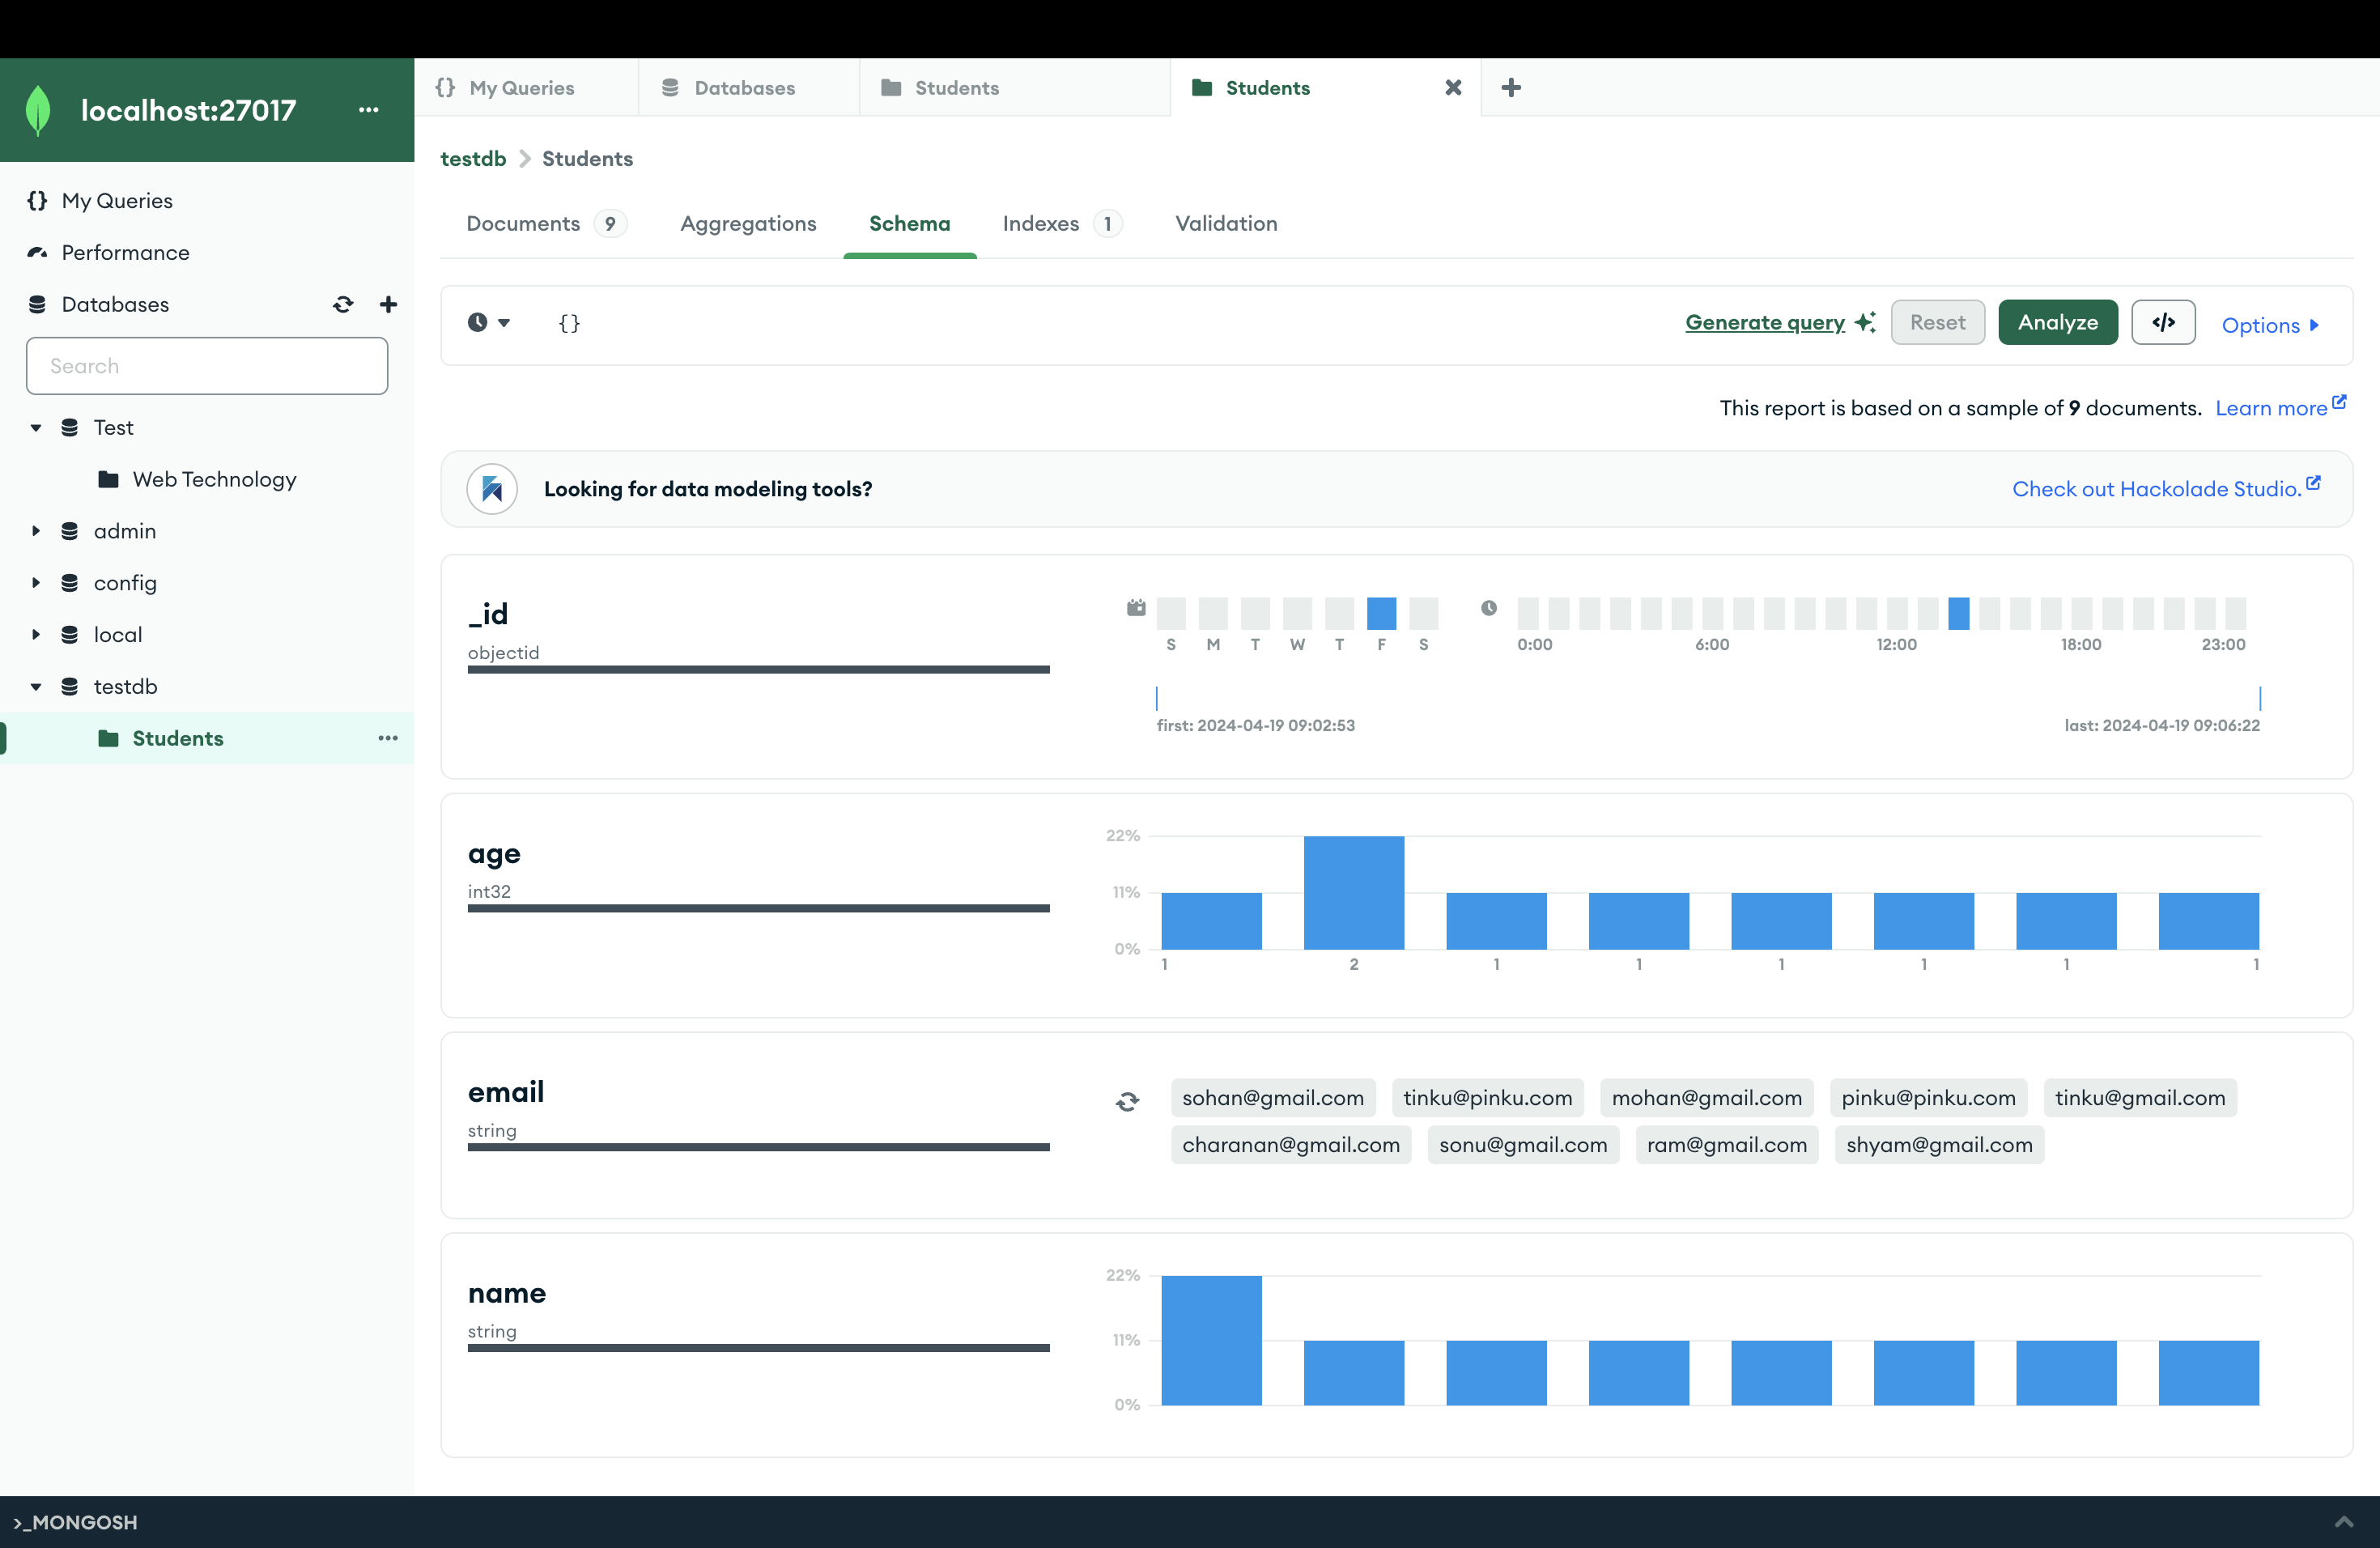 localhost:27017
My Queries
Performance
Databases
Search
Test
Web Technology
admin
config
local
testdb
Students
My Queries Databases Students Students
testdb Students
Documents 9 Aggregations Schema Indexes 1 Validation
{} Generate query Reset Analyze </> Options
This report is based on a sample of 9 documents. Learn more
Looking for data modeling tools? Check out Hackolade Studio.
_id
objectid
S M T W T F S 0:00 6:00 12:00 18:00 23:00
first: 2024-04-19 09:02:53 last: 2024-04-19 09:06:22
age
int32
22%
11%
0%
1 2 1 1 1 1 1 1
email
string
sohan@gmail.com tinku@pinku.com mohan@gmail.com pinku@pinku.com tinku@gmail.com
charanan@gmail.com sonu@gmail.com ram@gmail.com shyam@gmail.com
name
string
22%
11%
0%
>_MONGOSH